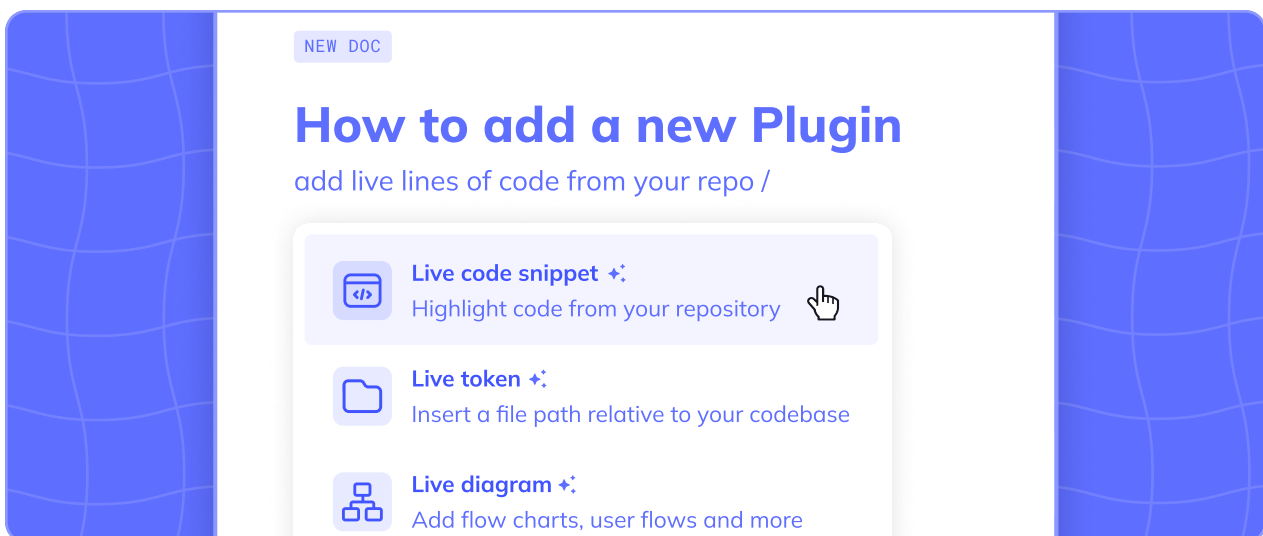 NEW DOC
How to add a new Plugin
add live lines of code from your repo /
Live code snippet
Highlight code from your repository
Live token
Insert a file path relative to your codebase
Live diagram
Add flow charts, user flows and more